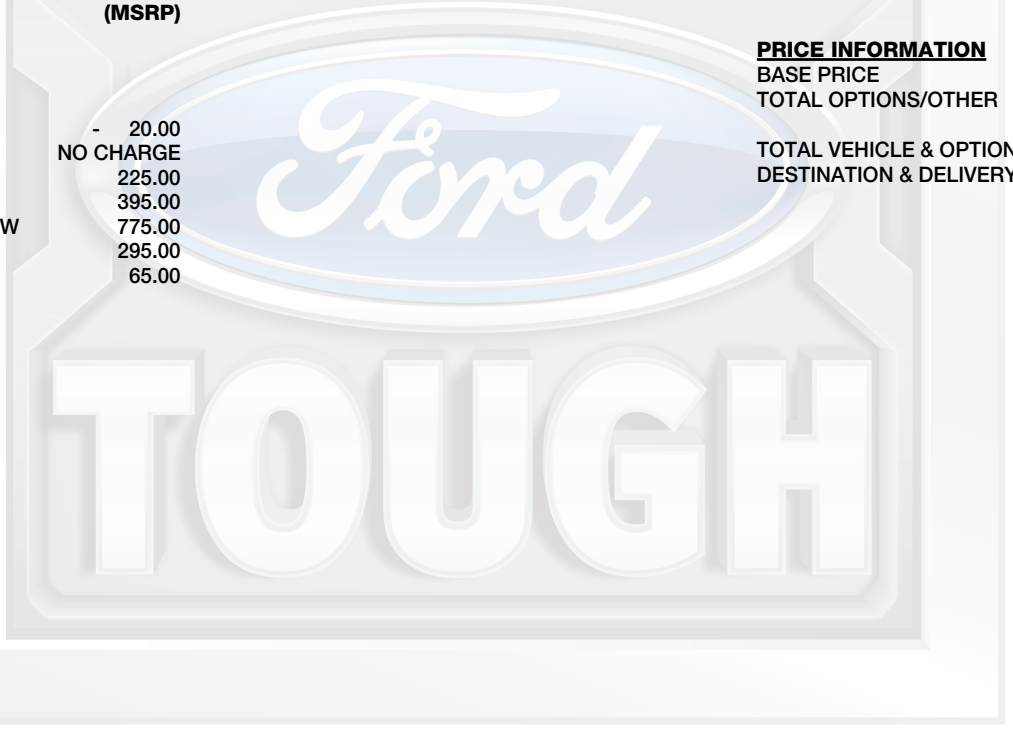 (MSRP)
- 20.00
NO CHARGE
225.00
395.00
W 775.00
295.00
65.00
PRICE INFORMATION
BASE PRICE
TOTAL OPTIONS/OTHER
TOTAL VEHICLE & OPTION
DESTINATION & DELIVERY
Ford
TOUGH